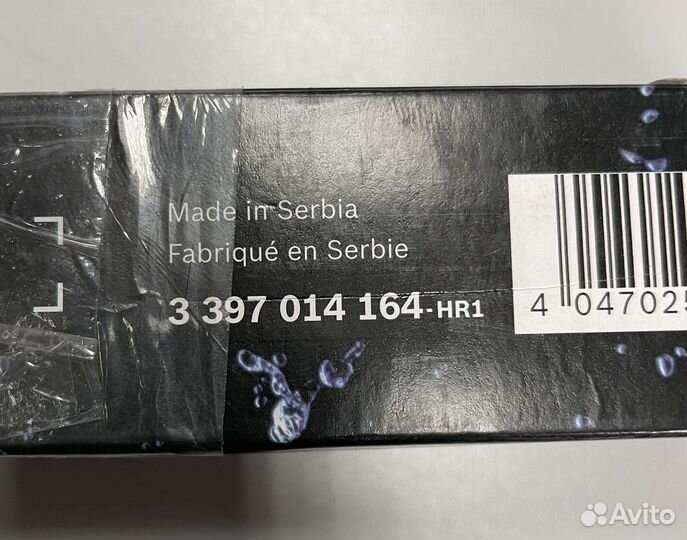 Made in Serbia
Fabriqué en Serbie
3 397 014 164-HR1
4 047025
Avito